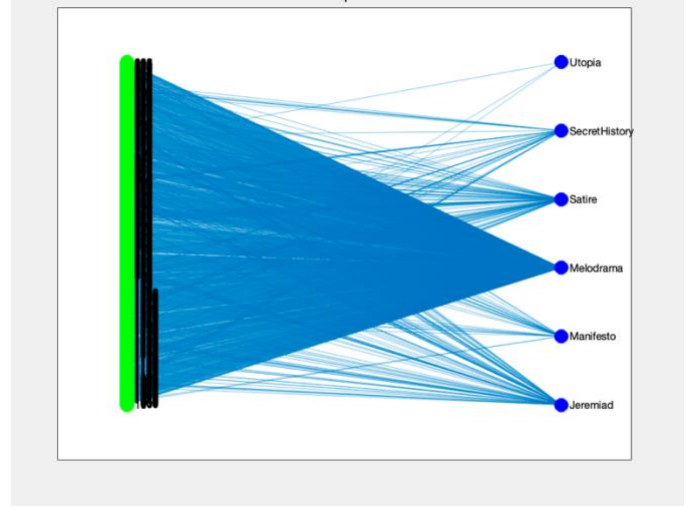 Utopia
SecretHistory
Satire
Melodrama
Manifesto
Jeremiad